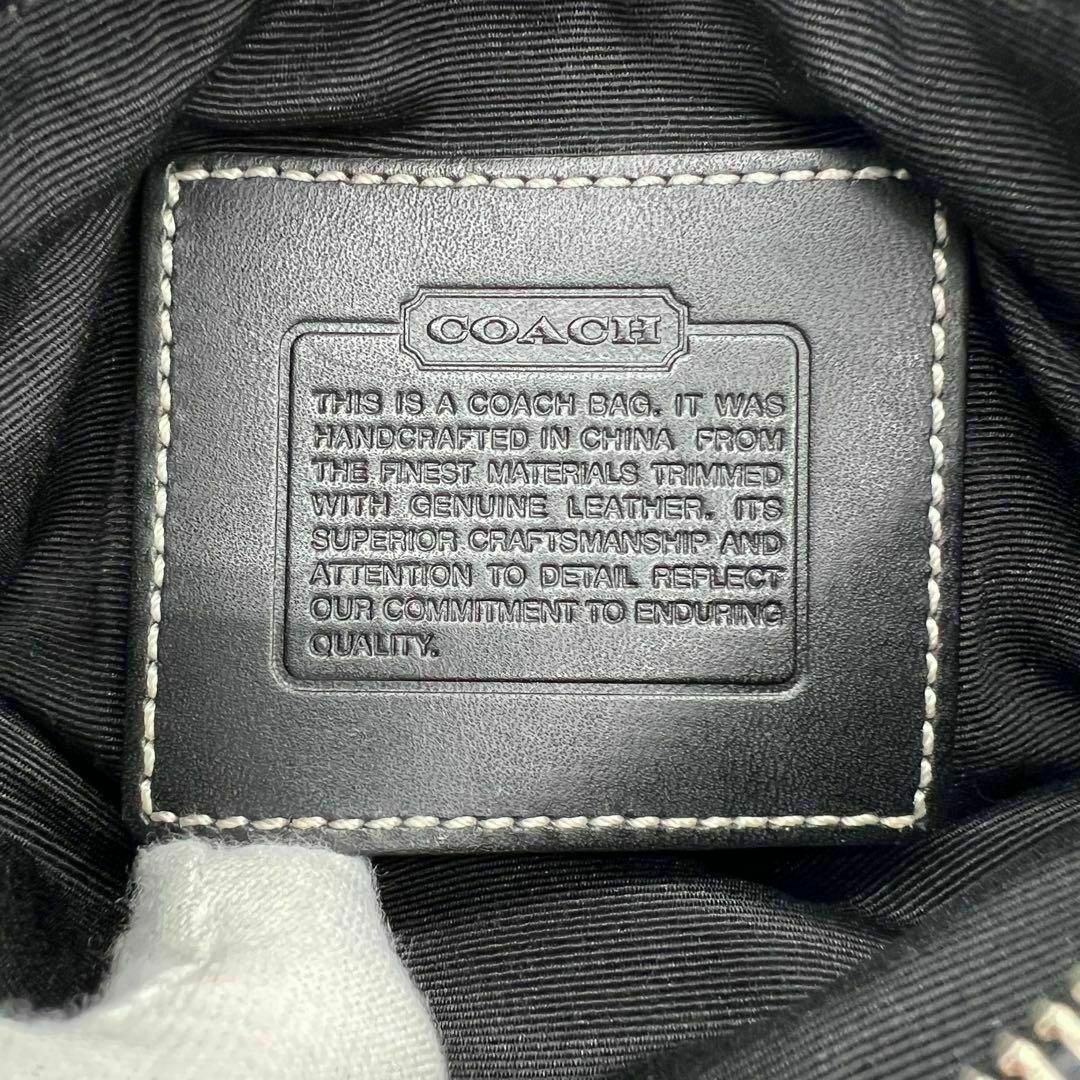 COACH
THIS IS A COACH BAG. IT WAS
HANDCRAFTED IN CHINA FROM
THE FINEST MATERIALS TRIMMED
WITH GENUINE LEATHER. ITS
SUPERIOR CRAFTSMANSHIP AND
ATTENTION TO DETAIL REFLECT
OUR COMMITMENT TO ENDURING
QUALITY.